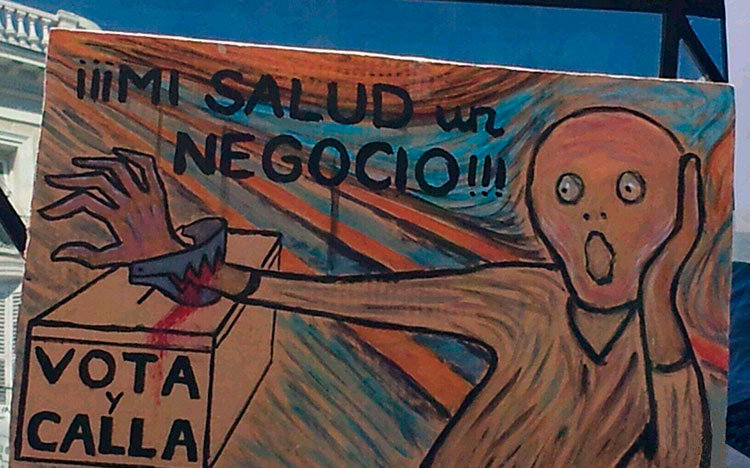 ¡¡¡MI SALUD un
NEGOCIO!!!
VOTA
Y
CALLA